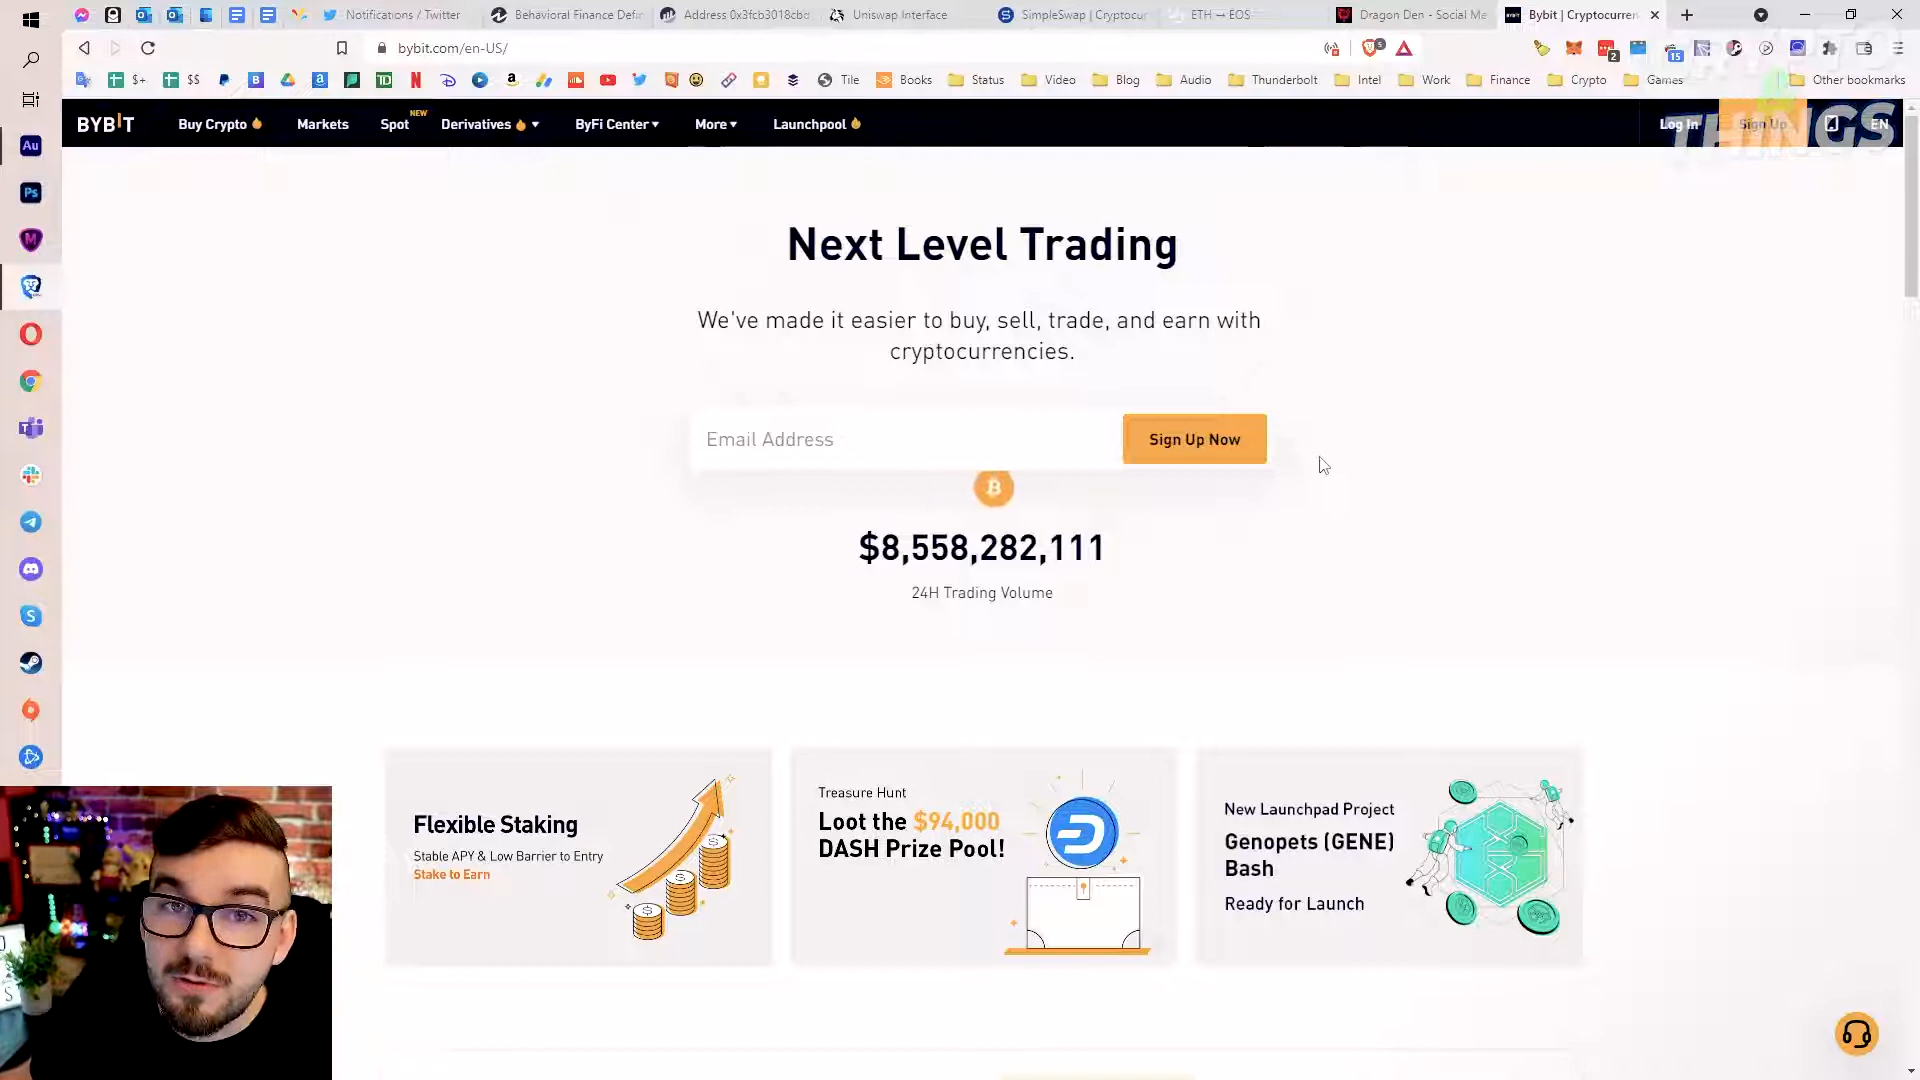 Notifications / Twitter
Behavioral Finance Defi
Address 0x3fcb3018cbd
Uniswap Interface
SimpleSwap | Cryptocur
ETH ↔ EOS
Dragon Den - Social Me
Bybit | Cryptocurren
bybit.com/en-US/
$+
$$
Tile
Books
Status
Video
Blog
Audio
Thunderbolt
Intel
Work
Finance
Crypto
Games
Other bookmarks
BYBIT
Buy Crypto
Markets
Spot
NEW
Derivatives
ByFi Center
More
Launchpool
Log In
Sign Up
EN
THINGS
Next Level Trading
We've made it easier to buy, sell, trade, and earn with
cryptocurrencies.
Email Address
Sign Up Now
$8,558,282,111
24H Trading Volume
Flexible Staking
Stable APY & Low Barrier to Entry
Stake to Earn
Treasure Hunt
Loot the $94,000
DASH Prize Pool!
New Launchpad Project
Genopets (GENE)
Bash
Ready for Launch